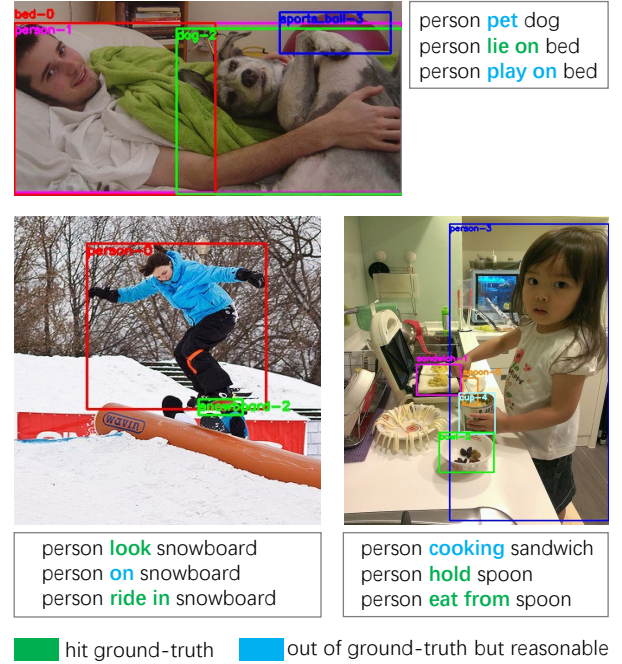 bed-0
person-1
dog-2
sports_ball-3
person pet dog
person lie on bed
person play on bed
person-0
snowboard-2
wavin
person-3
sandwich-1
spoon-2
cup-4
person look snowboard
person on snowboard
person ride in snowboard
person cooking sandwich
person hold spoon
person eat from spoon
hit ground-truth
out of ground-truth but reasonable